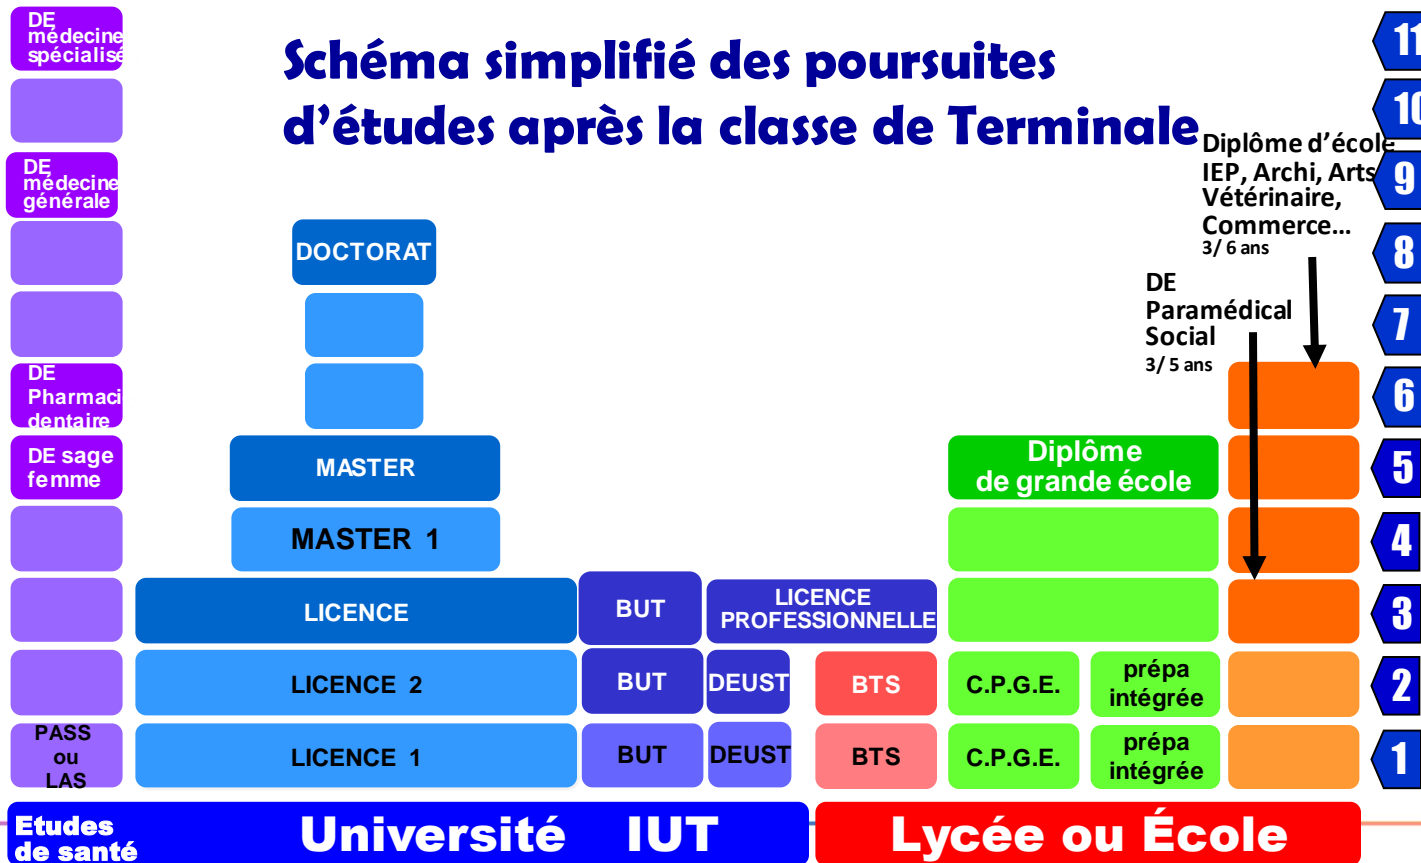 Schéma simplifié des poursuites
d'études après la classe de Terminale
DE
médecine
spécialisé
11
10
DE
médecine
générale
Diplôme d'école
IEP, Archi, Arts
Vétérinaire,
Commerce...
3/ 6 ans
9
DOCTORAT
8
DE
Paramédical
Social
3/ 5 ans
7
DE
Pharmaci
dentaire
6
DE sage
femme
MASTER
Diplôme
de grande école
5
MASTER 1
4
LICENCE
BUT
LICENCE
PROFESSIONNELLE
3
LICENCE 2
BUT
DEUST
BTS
C.P.G.E.
prépa
intégrée
2
PASS
ou
LAS
LICENCE 1
BUT
DEUST
BTS
C.P.G.E.
prépa
intégrée
1
Etudes
de santé
Université
IUT
Lycée ou École